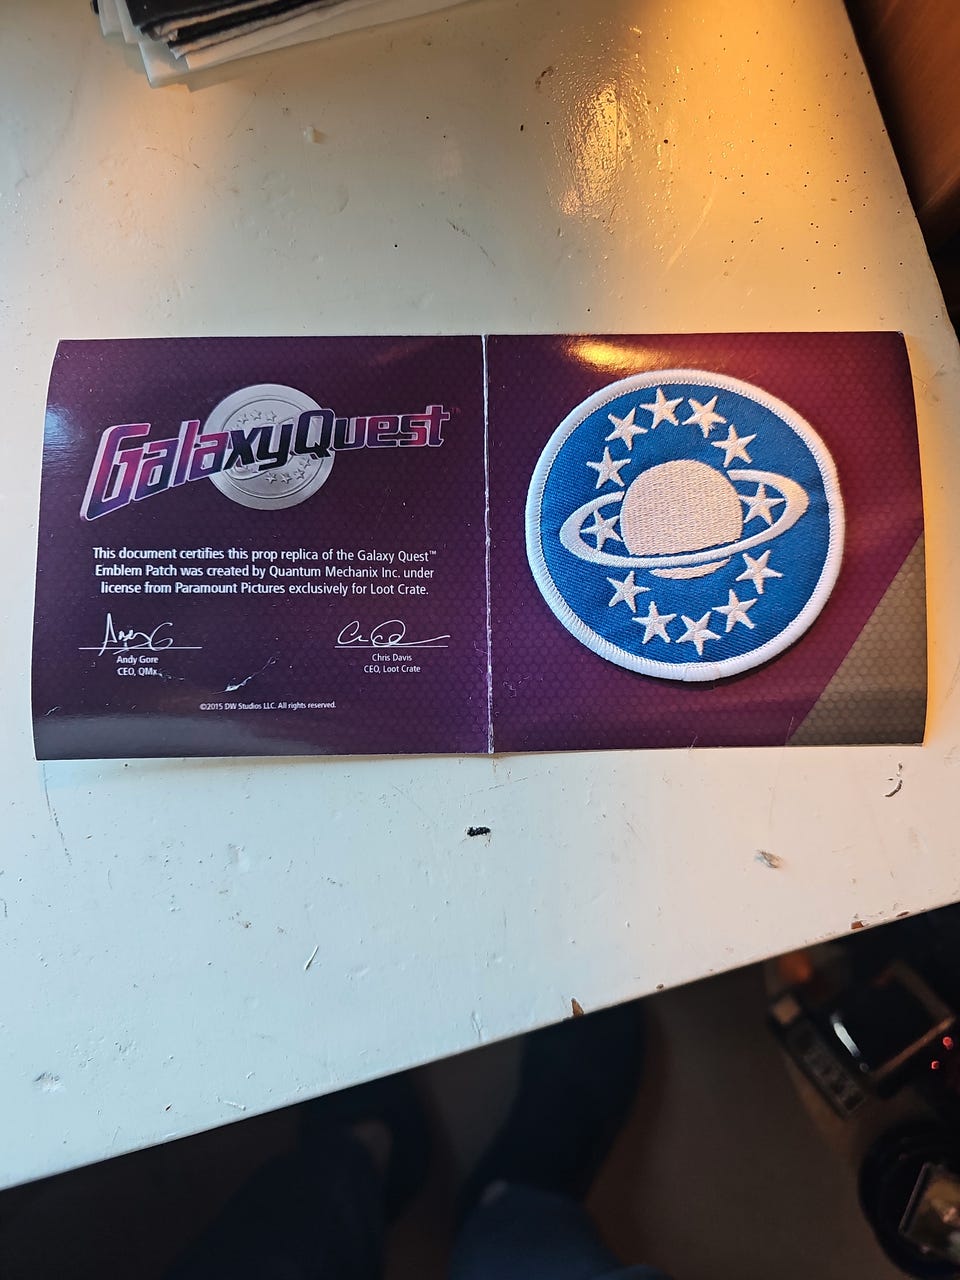 GalaxyQuest™
This document certifies this prop replica of the Galaxy Quest™
Emblem Patch was created by Quantum Mechanix Inc. under
license from Paramount Pictures exclusively for Loot Crate.
Andy Gore
CEO, QMx
Chris Davis
CEO, Loot Crate
©2015 DW Studios LLC. All rights reserved.